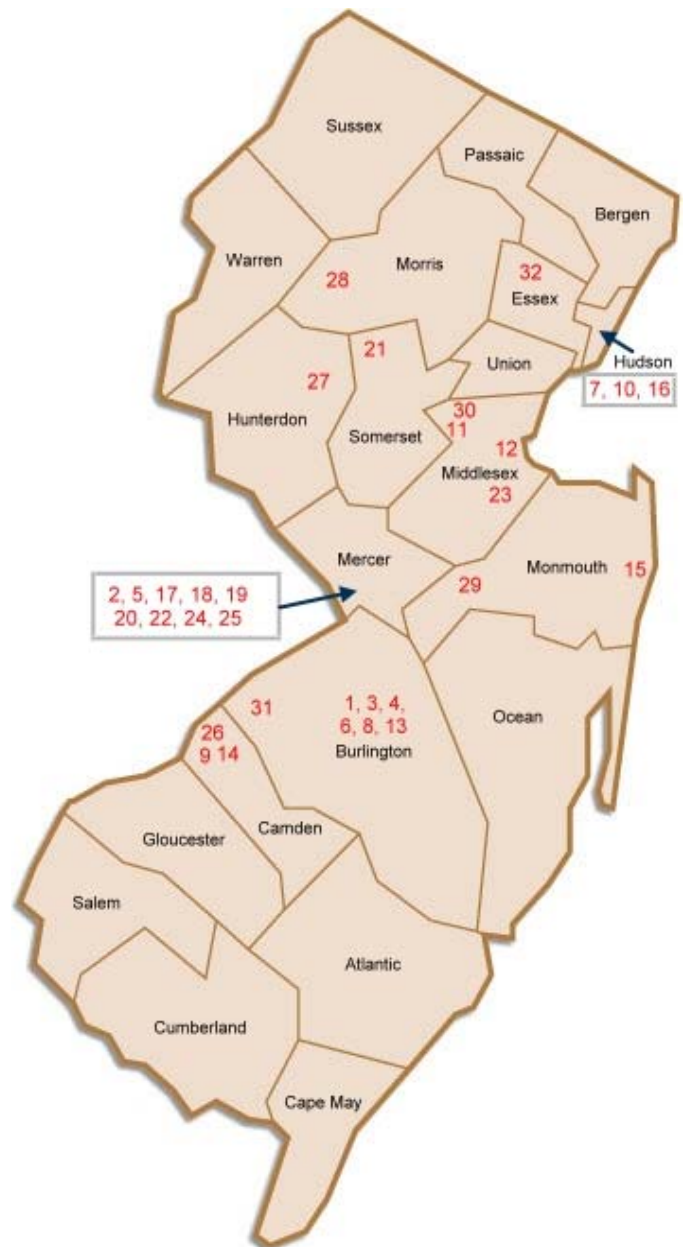 Sussex
Passaic
Bergen
Warren
Morris
32
Essex
28
21
Union
Hudson
7, 10, 16
27
Hunterdon
30
11
Somerset
12
Middlesex
23
Mercer
29
Monmouth
15
2, 5, 17, 18, 19
20, 22, 24, 25
31
1, 3, 4,
6, 8, 13
Burlington
Ocean
26
9 14
Gloucester
Camden
Salem
Atlantic
Cumberland
Cape May